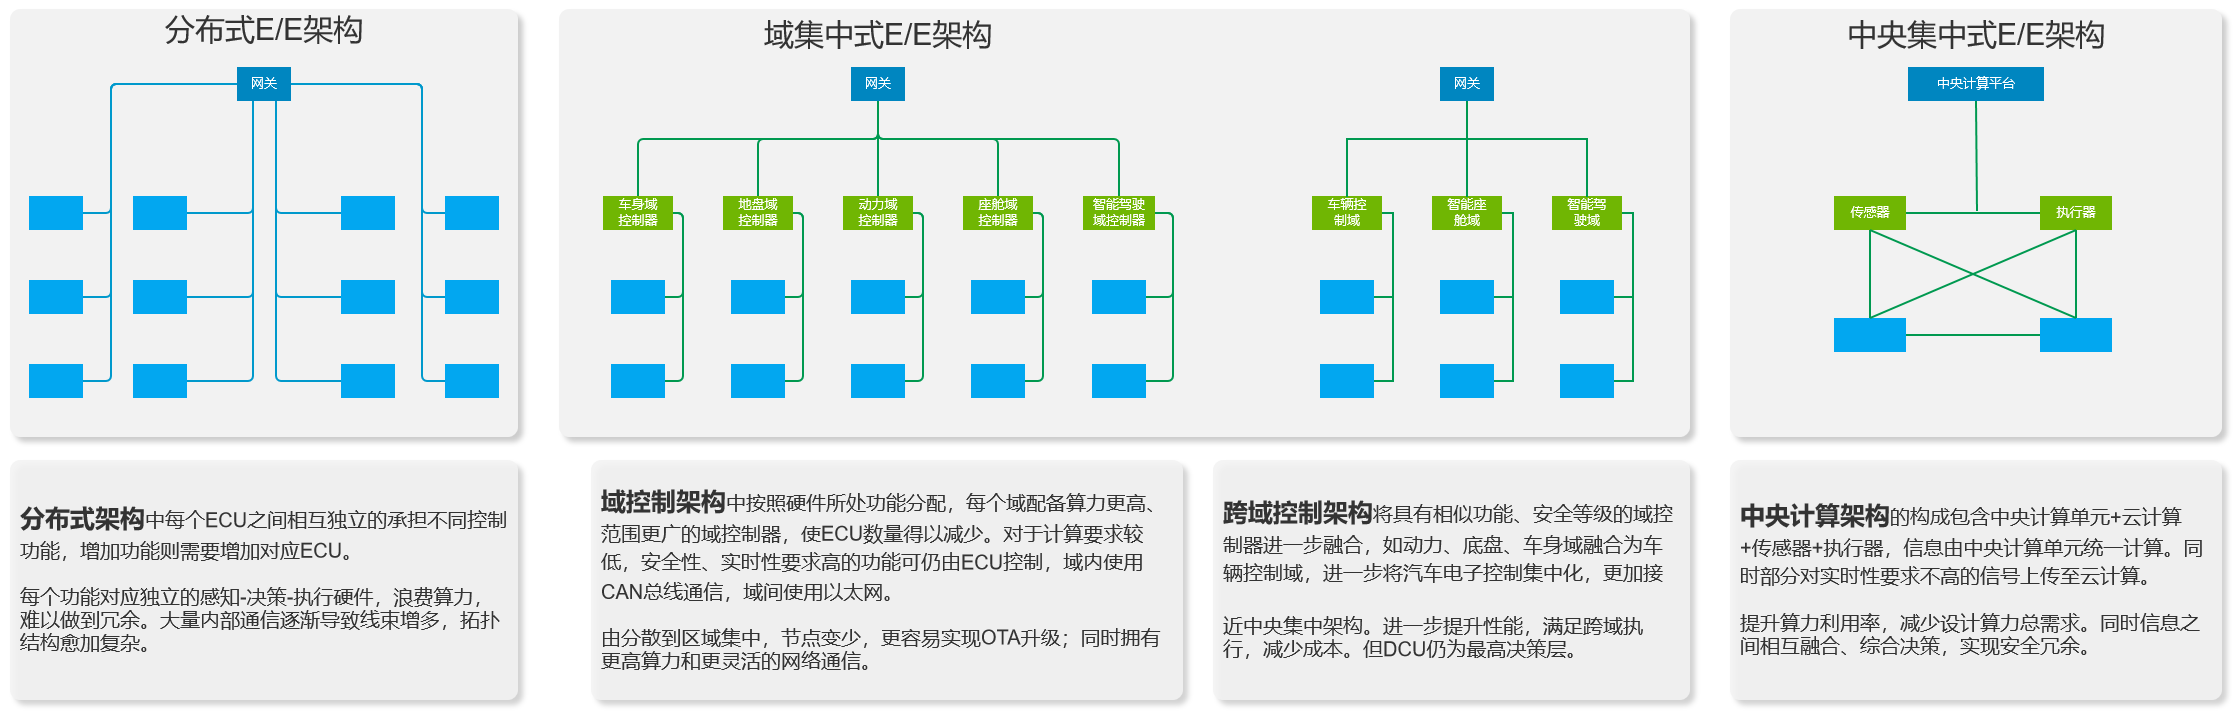 分布式E/E架构
网关
域集中式E/E架构
网关
车身域
控制器
地盘域
控制器
动力域
控制器
座舱域
控制器
智能驾驶
域控制器
网关
车辆控
制域
智能座
舱域
智能驾
驶域
中央集中式E/E架构
中央计算平台
传感器
执行器
分布式架构中每个ECU之间相互独立的承担不同控制
功能，增加功能则需要增加对应ECU。
每个功能对应独立的感知-决策-执行硬件，浪费算力，
难以做到冗余。大量内部通信逐渐导致线束增多，拓扑
结构愈加复杂。
域控制架构中按照硬件所处功能分配，每个域配备算力更高、
范围更广的域控制器，使ECU数量得以减少。对于计算要求较
低，安全性、实时性要求高的功能可仍由ECU控制，域内使用
CAN总线通信，域间使用以太网。
由分散到区域集中，节点变少，更容易实现OTA升级；同时拥有
更高算力和更灵活的网络通信。
跨域控制架构将具有相似功能、安全等级的域控
制器进一步融合，如动力、底盘、车身域融合为车
辆控制域，进一步将汽车电子控制集中化，更加接
近中央集中架构。进一步提升性能，满足跨域执
行，减少成本。但DCU仍为最高决策层。
中央计算架构的构成包含中央计算单元+云计算
+传感器+执行器，信息由中央计算单元统一计算。同
时部分对实时性要求不高的信号上传至云计算。
提升算力利用率，减少设计算力总需求。同时信息之
间相互融合、综合决策，实现安全冗余。